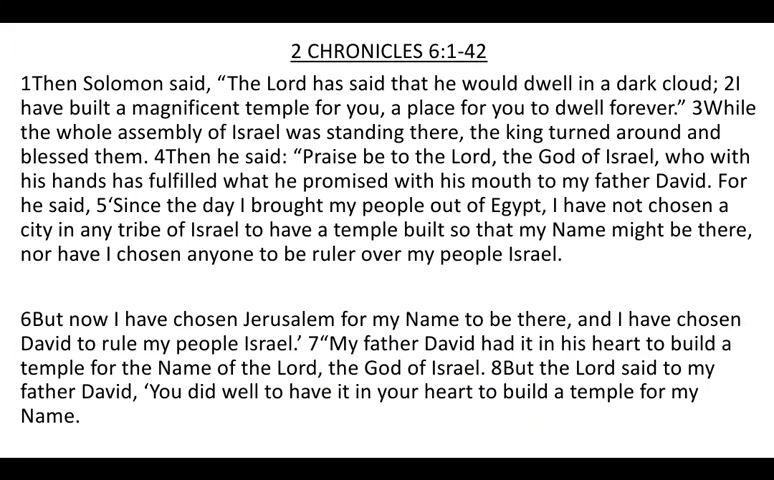 2 CHRONICLES 6:1-42
1Then Solomon said, “The Lord has said that he would dwell in a dark cloud; 2I
have built a magnificent temple for you, a place for you to dwell forever.” 3While
the whole assembly of Israel was standing there, the king turned around and
blessed them. 4Then he said: “Praise be to the Lord, the God of Israel, who with
his hands has fulfilled what he promised with his mouth to my father David. For
he said, 5‘Since the day I brought my people out of Egypt, I have not chosen a
city in any tribe of Israel to have a temple built so that my Name might be there,
nor have I chosen anyone to be ruler over my people Israel.
6But now I have chosen Jerusalem for my Name to be there, and I have chosen
David to rule my people Israel.’ 7“My father David had it in his heart to build a
temple for the Name of the Lord, the God of Israel. 8But the Lord said to my
father David, ‘You did well to have it in your heart to build a temple for my
Name.